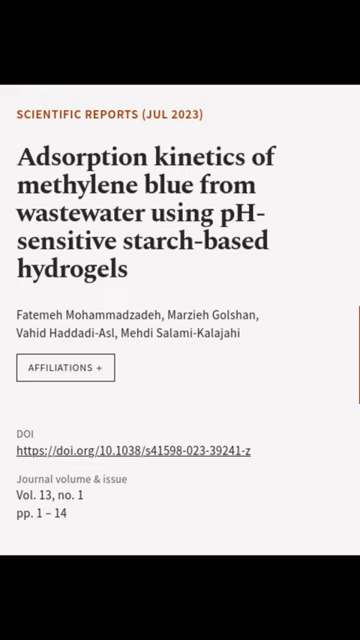 SCIENTIFIC REPORTS (JUL 2023)
Adsorption kinetics of
methylene blue from
wastewater using pH-
sensitive starch-based
hydrogels
Fatemeh Mohammadzadeh, Marzieh Golshan,
Vahid Haddadi-Asl, Mehdi Salami-Kalajahi
AFFILIATIONS +
DOI
https://doi.org/10.1038/s41598-023-39241-z
Journal volume & issue
Vol. 13, no. 1
pp. 1 – 14